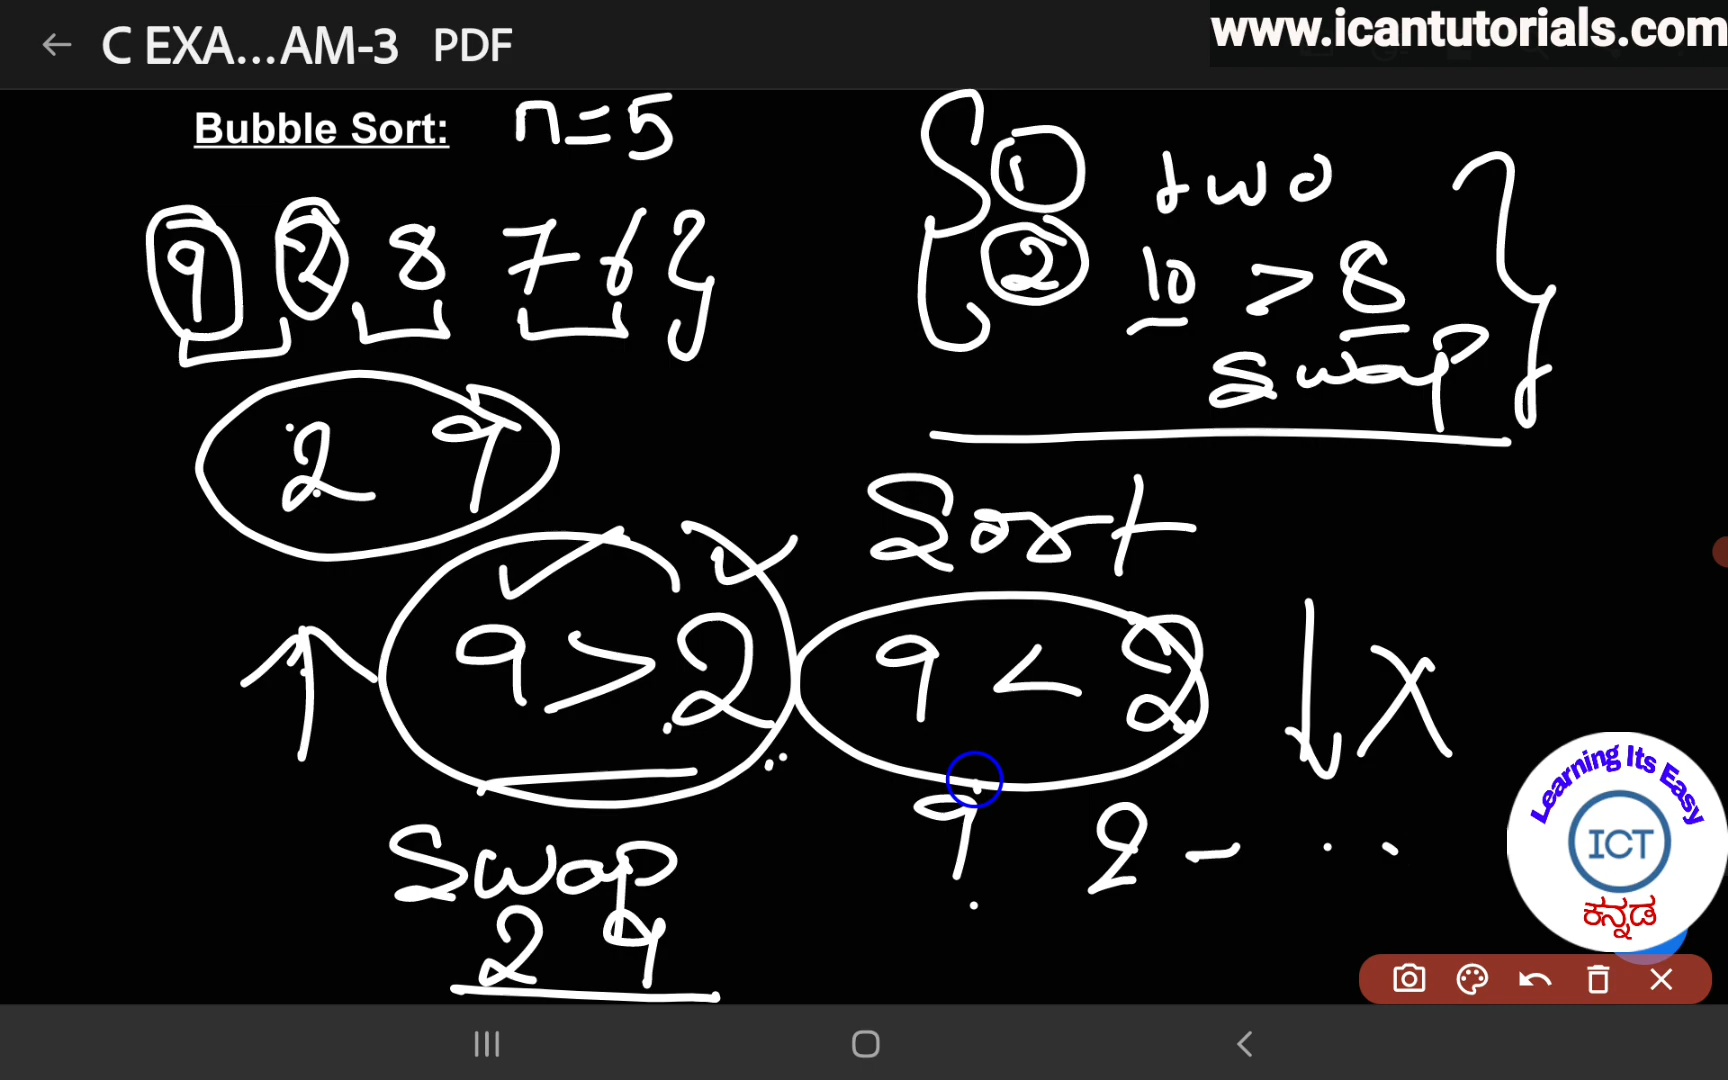 ← C EXA...AM-3 PDF
www.icantutorials.com
Bubble Sort: n=5
9 2 8 7 6 }
1 two
2 10 > 8
swap
2 9
Sort
9 > 2 9 < 2 ↓ X
Swap
2 9
9 2 - . .
Learning Its Easy
ICT
ಕನ್ನಡ